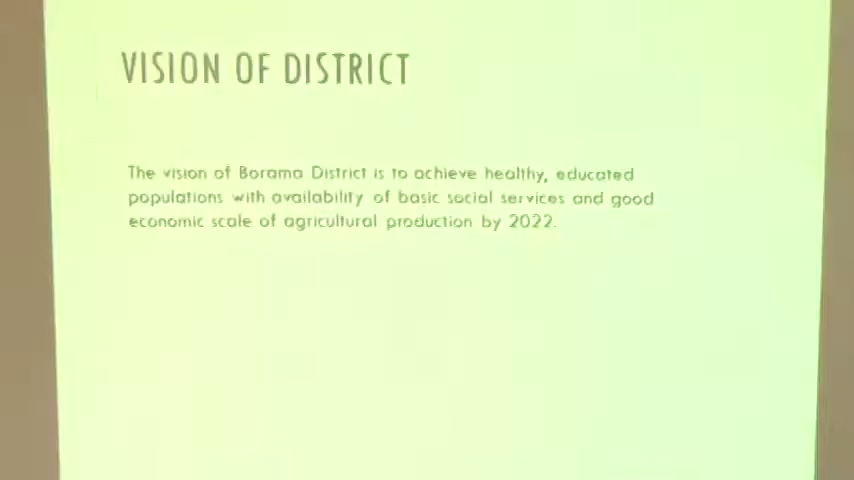 VISION OF DISTRICT
The vision of Borama District is to achieve healthy, educated
populations with availability of basic social services and good
economic scale of agricultural production by 2022.